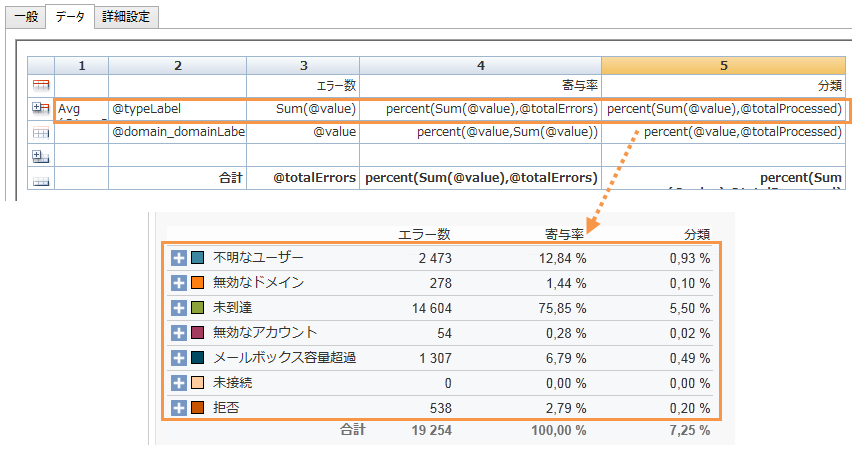 一般 データ 詳細設定
1 2 3 4 5
エラー数 寄与率 分類
Avg @typeLabel Sum(@value) percent(Sum(@value),@totalErrors) percent(Sum(@value),@totalProcessed)
@domain_domainLabe @value percent(@value,Sum(@value)) percent(@value,@totalProcessed)
合計 @totalErrors percent(Sum(@value),@totalErrors) percent(Sum
エラー数 寄与率 分類
不明なユーザー 2 473 12,84 % 0,93 %
無効なドメイン 278 1,44 % 0,10 %
未到達 14 604 75,85 % 5,50 %
無効なアカウント 54 0,28 % 0,02 %
メールボックス容量超過 1 307 6,79 % 0,49 %
未接続 0 0,00 % 0,00 %
拒否 538 2,79 % 0,20 %
合計 19 254 100,00 % 7,25 %